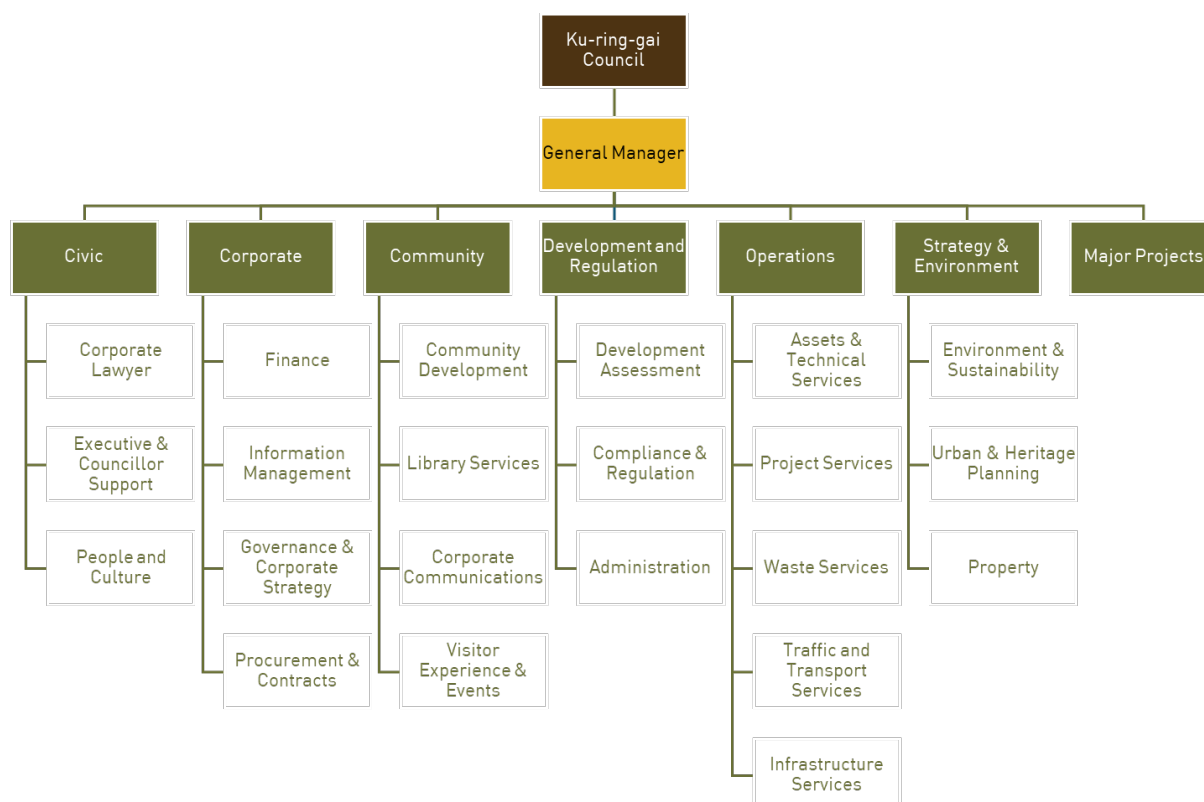 Ku-ring-gai
Council
General Manager
Civic
Corporate
Community
Development and
Regulation
Operations
Strategy &
Environment
Major Projects
Corporate
Lawyer
Executive &
Councillor
Support
People and
Culture
Finance
Information
Management
Governance &
Corporate
Strategy
Procurement &
Contracts
Community
Development
Library Services
Corporate
Communications
Visitor
Experience &
Events
Development
Assessment
Compliance &
Regulation
Administration
Assets &
Technical
Services
Project Services
Waste Services
Traffic and
Transport
Services
Infrastructure
Services
Environment &
Sustainability
Urban & Heritage
Planning
Property